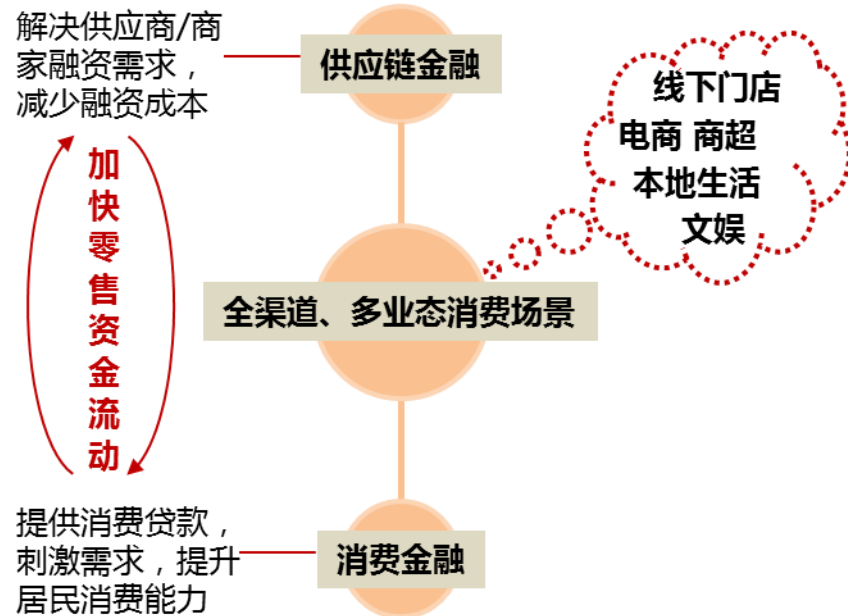 解决供应商/商
家融资需求，
减少融资成本
供应链金融
线下门店
电商 商超
本地生活
文娱
加快零售资金流动
全渠道、多业态消费场景
提供消费贷款，
刺激需求，提升
居民消费能力
消费金融